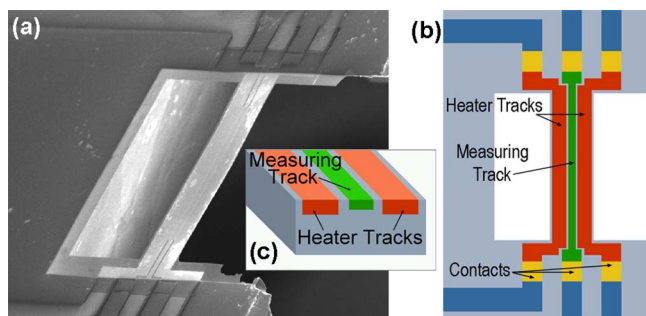 (a)
(b)
Heater Tracks
Measuring
Track
Contacts
Measuring
Track
Heater Tracks
(c)